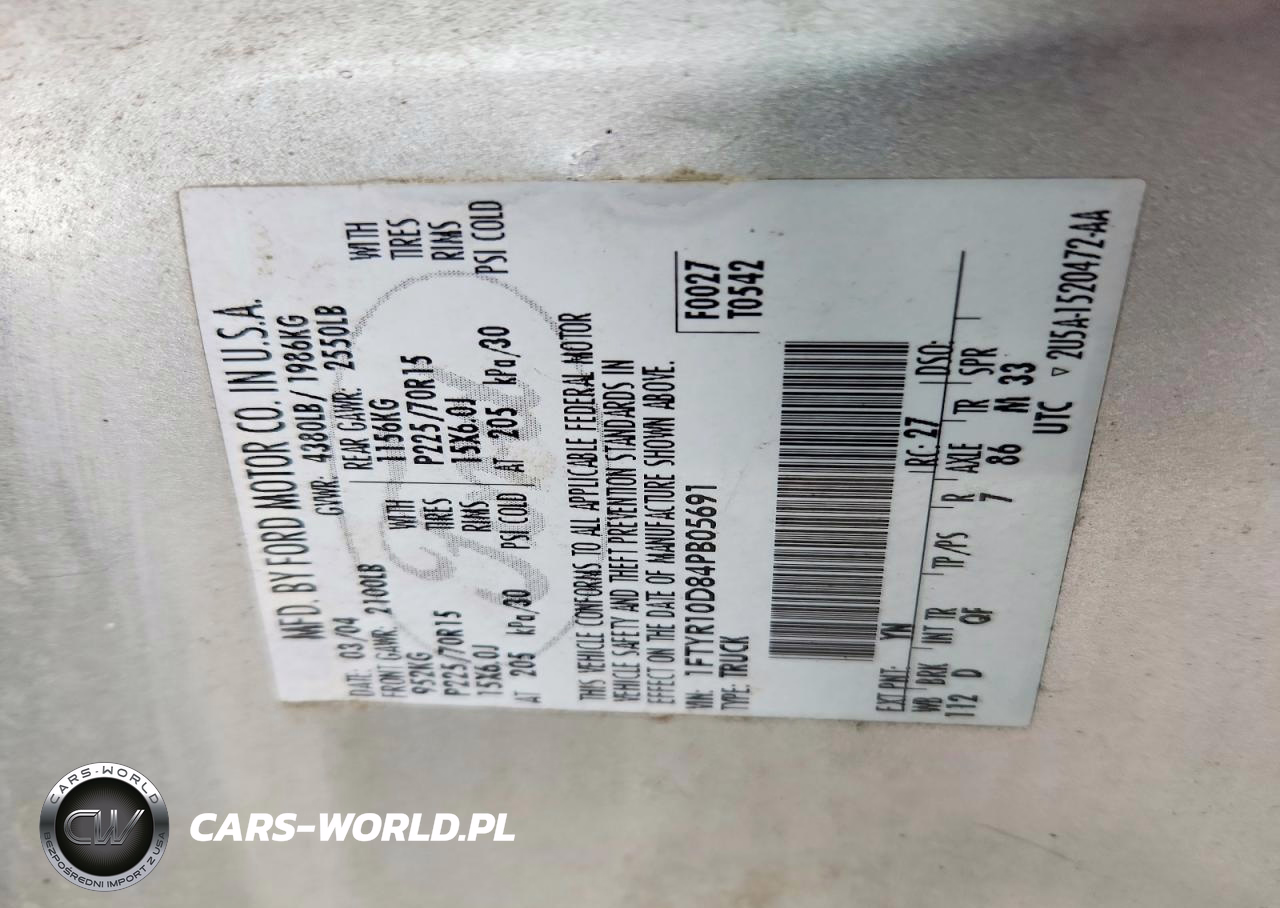 MFD. BY FORD MOTOR CO. IN U.S.A.
DATE: 03/04 GVWR: 4380LB/ 1986KG
FRONT GAWR: 2100LB REAR GAWR: 2550LB
952KG WITH 1156KG WITH
P225/70R15 TIRES P225/70R15 TIRES
15X6.0J RIMS 15X6.0J RIMS
AT 205 kPa/30 PSI COLD AT 205 kPa/30 PSI COLD
THIS VEHICLE CONFORMS TO ALL APPLICABLE FEDERAL MOTOR
VEHICLE SAFETY AND THEFT PREVENTION STANDARDS IN
EFFECT ON THE DATE OF MANUFACTURE SHOWN ABOVE.
VIN: 1FTYR10D84PB05691 F0027
TYPE: TRUCK T0542
EXT PNT: YN RC: 27 DSO:
WB BRK INT TR TP/PS R AXLE TR SPR
112 D QF 7 86 M 33
UTC ▽ 2U5A-1520472-AA
Ford
CARS-WORLD
CW
BEZPOŚREDNI IMPORT Z USA
CARS-WORLD.PL